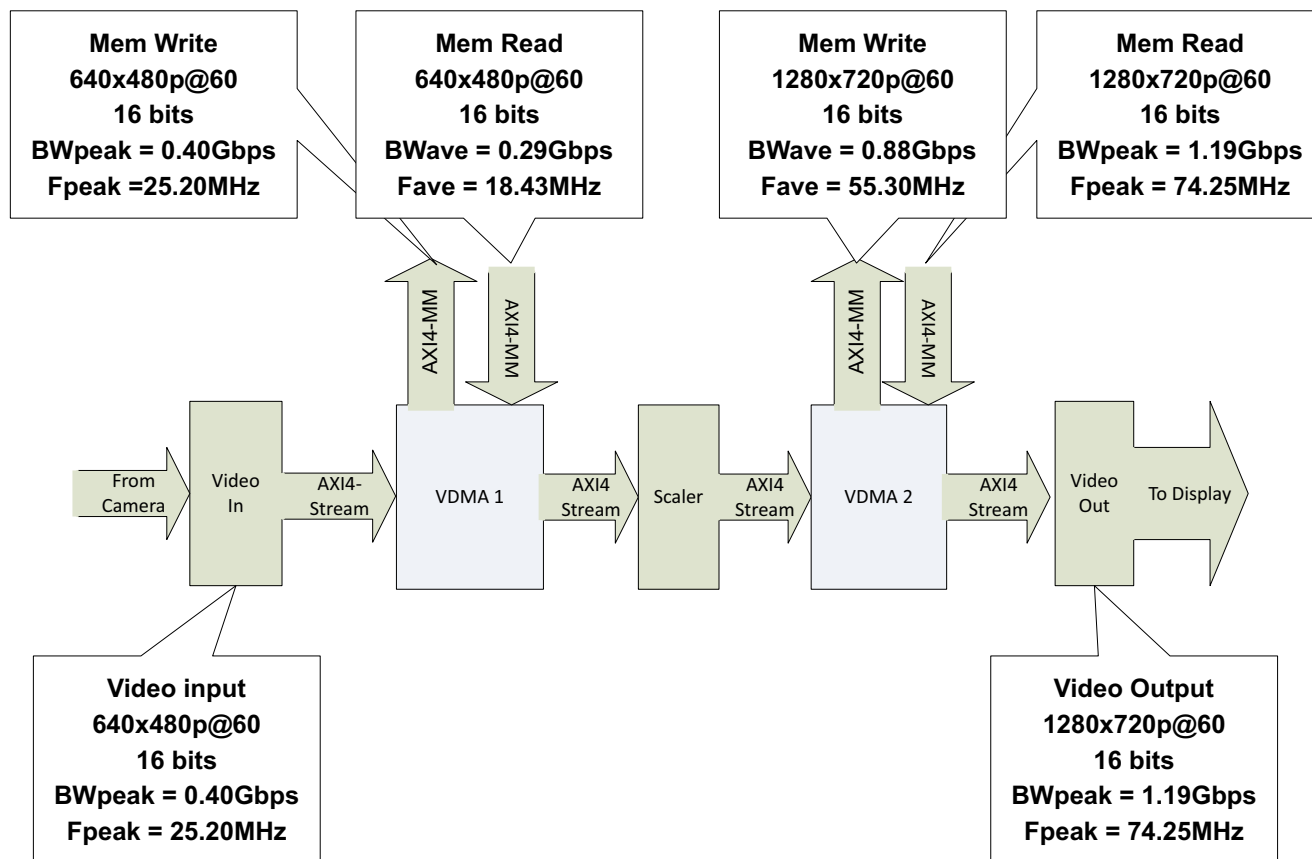 Mem Write
640x480p@60
16 bits
BWpeak = 0.40Gbps
Fpeak =25.20MHz
Mem Read
640x480p@60
16 bits
BWave = 0.29Gbps
Fave = 18.43MHz
Mem Write
1280x720p@60
16 bits
BWave = 0.88Gbps
Fave = 55.30MHz
Mem Read
1280x720p@60
16 bits
BWpeak = 1.19Gbps
Fpeak = 74.25MHz
AXI4-MM
AXI4-MM
AXI4-MM
AXI4-MM
From
Camera
Video
In
AXI4-
Stream
VDMA 1
AXI4
Stream
Scaler
AXI4
Stream
VDMA 2
AXI4
Stream
Video
Out
To Display
Video input
640x480p@60
16 bits
BWpeak = 0.40Gbps
Fpeak = 25.20MHz
Video Output
1280x720p@60
16 bits
BWpeak = 1.19Gbps
Fpeak = 74.25MHz